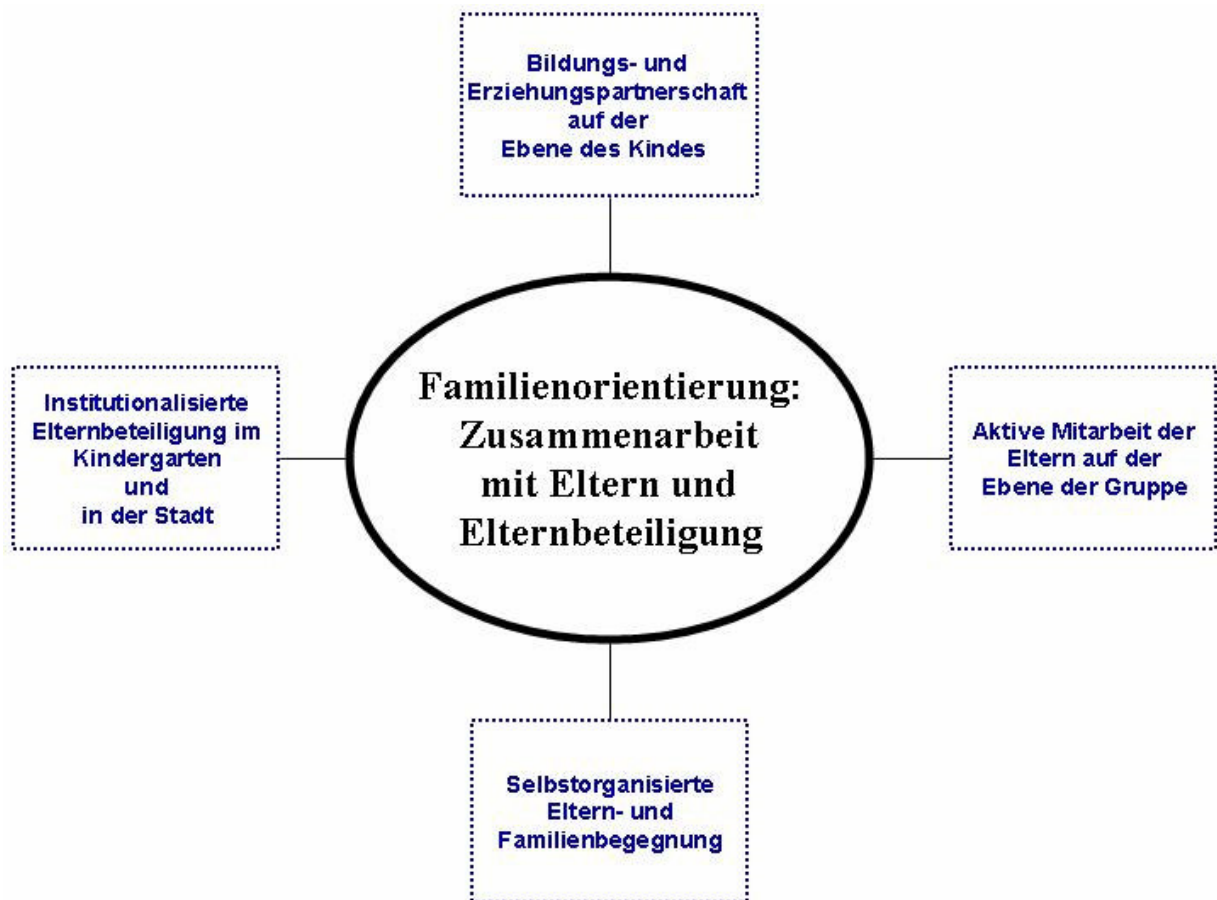 Bildungs- und
Erziehungspartnerschaft
auf der
Ebene des Kindes
Institutionalisierte
Elternbeteiligung im
Kindergarten
und
in der Stadt
Familienorientierung:
Zusammenarbeit
mit Eltern und
Elternbeteiligung
Aktive Mitarbeit der
Eltern auf der
Ebene der Gruppe
Selbstorganisierte
Eltern- und
Familienbegegnung